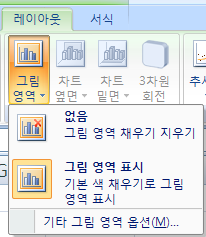 레이아웃 서식
그림
영역
차트
옆면
차트
밑면
3차원
회전
추세
없음
그림 영역 채우기 지우기
그림 영역 표시
기본 색 채우기로 그림
영역 표시
기타 그림 영역 옵션(M)...
G